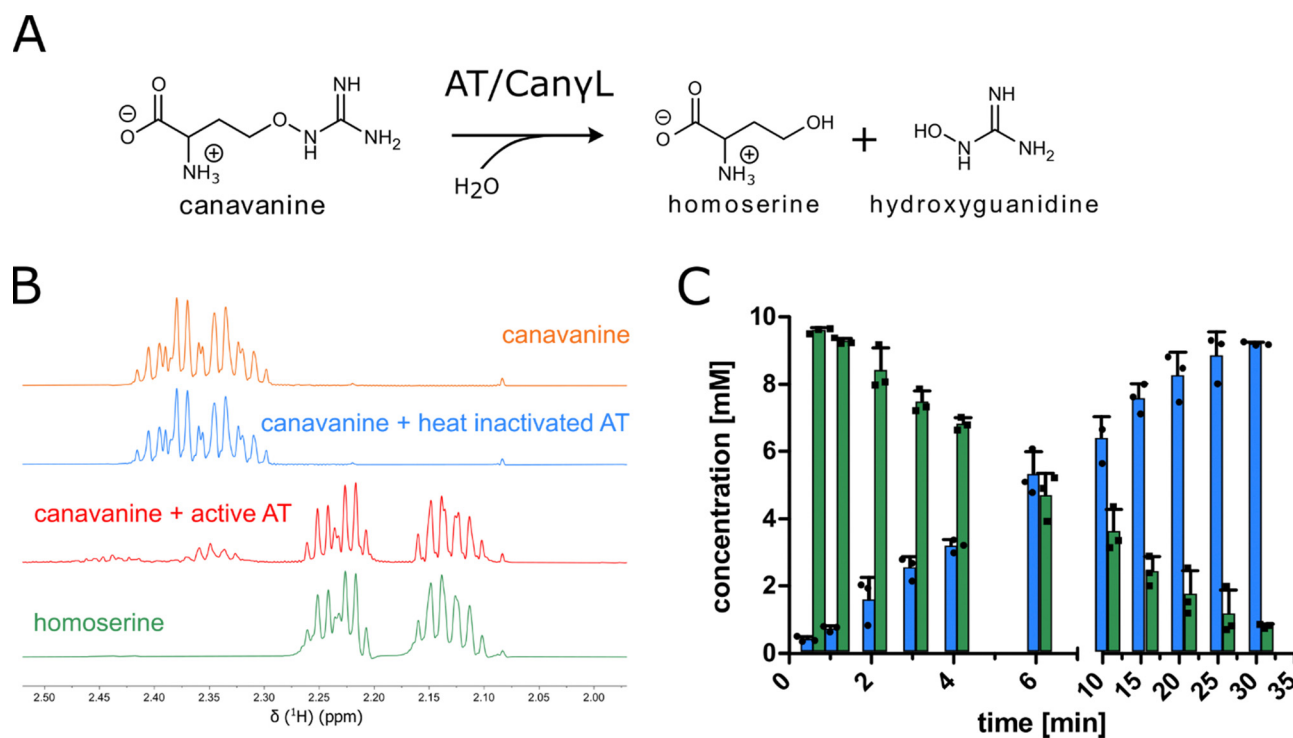 A
O
⊖
O
NH₃
⊕
O
N
H
NH
NH₂
canavanine
AT/CanγL
H₂O
O
⊖
O
NH₃
⊕
OH
homoserine
+
HO
N
H
NH
NH₂
hydroxyguanidine
B
canavanine
canavanine + heat inactivated AT
canavanine + active AT
homoserine
2.50 2.45 2.40 2.35 2.30 2.25 2.20 2.15 2.10 2.05 2.00
δ (¹H) (ppm)
C
concentration [mM]
10
8
6
4
2
0
0 2 4 6 10 15 20 25 30 35
time [min]